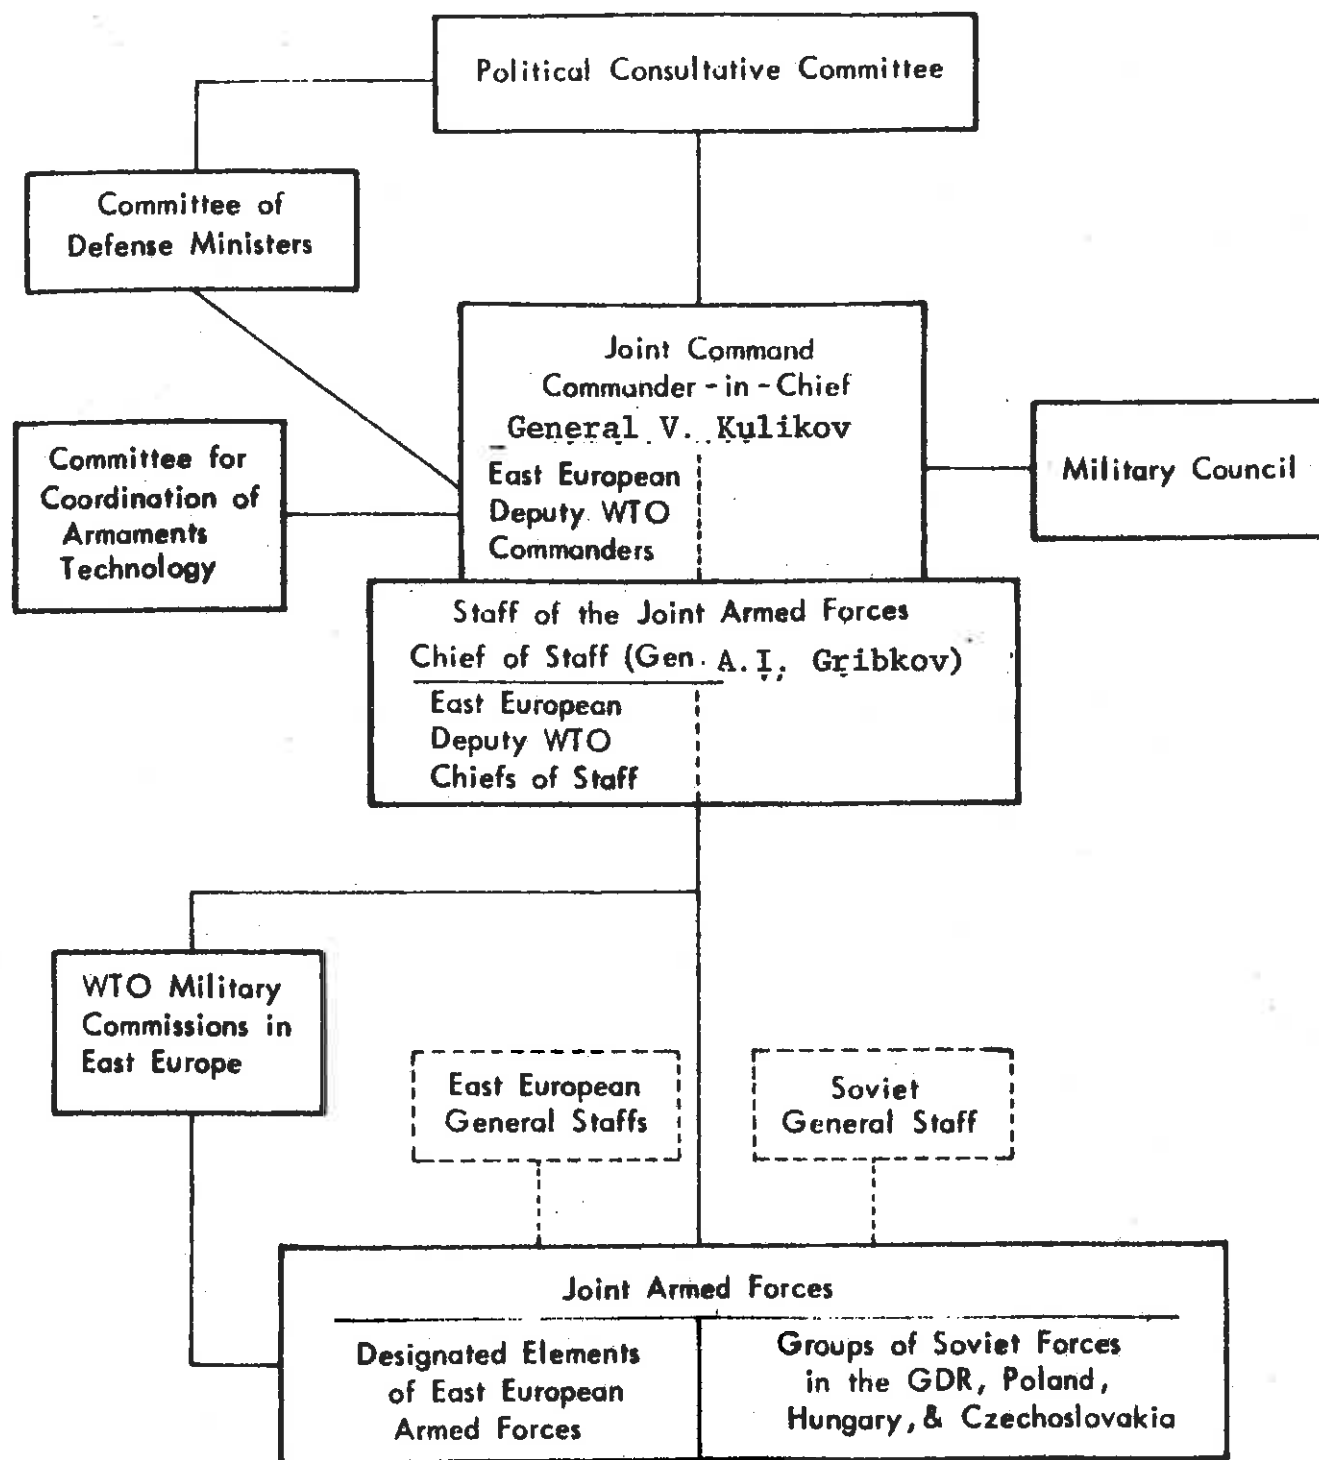 Political Consultative Committee
Committee of
Defense Ministers
Joint Command
Commander-in-Chief
General V. Kulikov
East European
Deputy WTO
Commanders
Committee for
Coordination of
Armaments
Technology
Military Council
Staff of the Joint Armed Forces
Chief of Staff (Gen. A.I. Gribkov)
East European
Deputy WTO
Chiefs of Staff
WTO Military
Commissions in
East Europe
East European
General Staffs
Soviet
General Staff
Joint Armed Forces
Designated Elements
of East European
Armed Forces
Groups of Soviet Forces
in the GDR, Poland,
Hungary, & Czechoslovakia